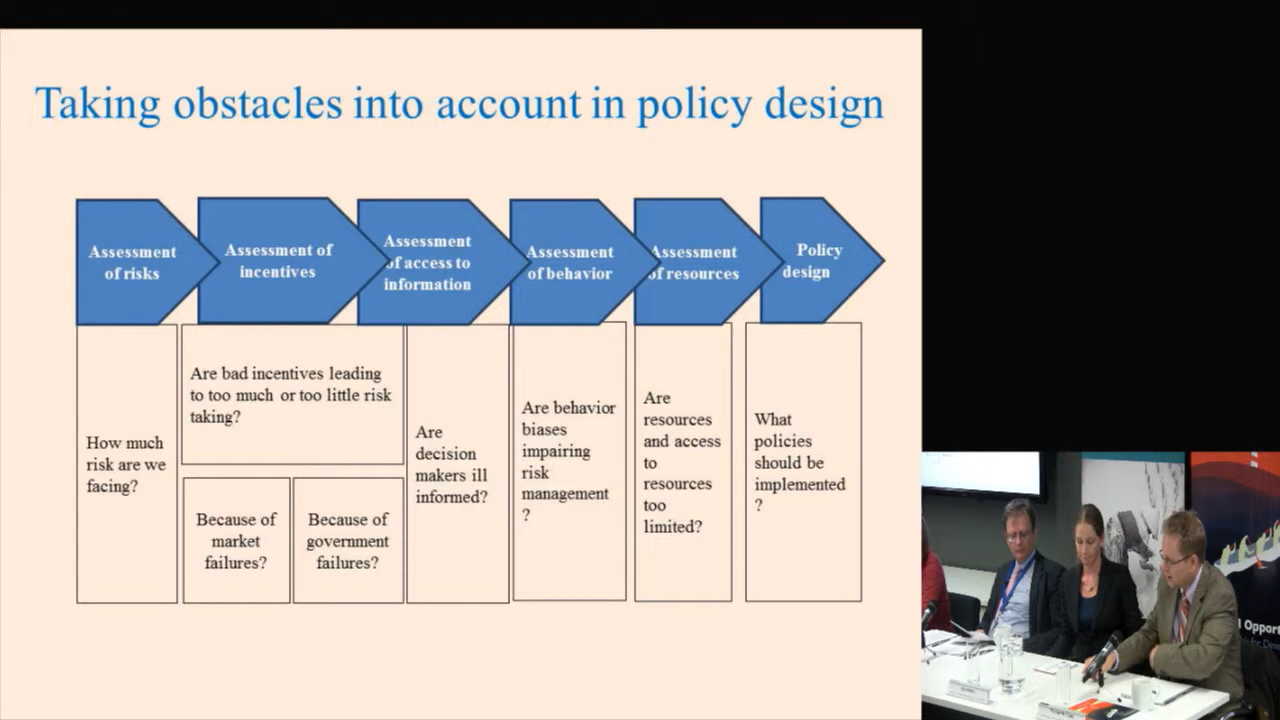 Taking obstacles into account in policy design
Assessment
of risks
Assessment of
incentives
Assessment
of access to
information
Assessment
of behavior
Assessment
of resources
Policy
design
How much
risk are we
facing?
Are bad incentives leading
to too much or too little risk
taking?
Because of
market
failures?
Because of
government
failures?
Are
decision
makers ill
informed?
Are behavior
biases
impairing
risk
management
?
Are
resources
and access
to
resources
too
limited?
What
policies
should be
implemented
?